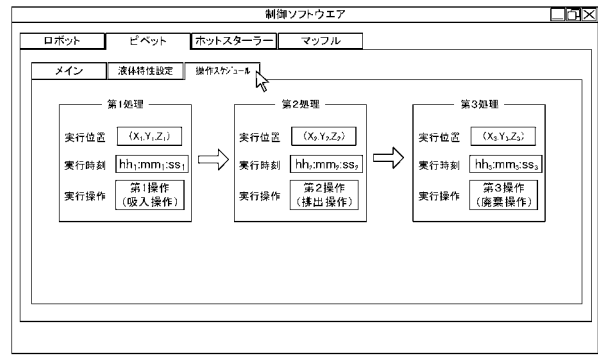 制御ソフトウエア
ロボット ピペット ホットスターラー マッフル
メイン 液体特性設定 操作スケジュール
第1処理 第2処理 第3処理
実行位置 (X₁,Y₁,Z₁) 実行位置 (X₂,Y₂,Z₂) 実行位置 (X₃,Y₃,Z₃)
実行時刻 hh₁:mm₁:ss₁ 実行時刻 hh₂:mm₂:ss₂ 実行時刻 hh₃:mm₃:ss₃
実行操作 第1操作 実行操作 第2操作 実行操作 第3操作
(吸入操作) (排出操作) (廃棄操作)